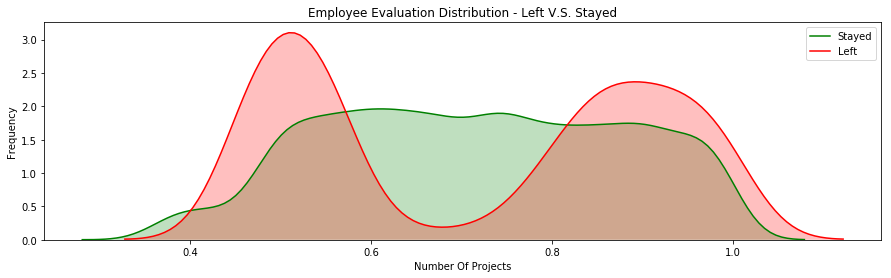 Employee Evaluation Distribution - Left V.S. Stayed
Stayed
Left
Frequency
3.0
2.5
2.0
1.5
1.0
0.5
0.0
0.4
0.6
0.8
1.0
Number Of Projects